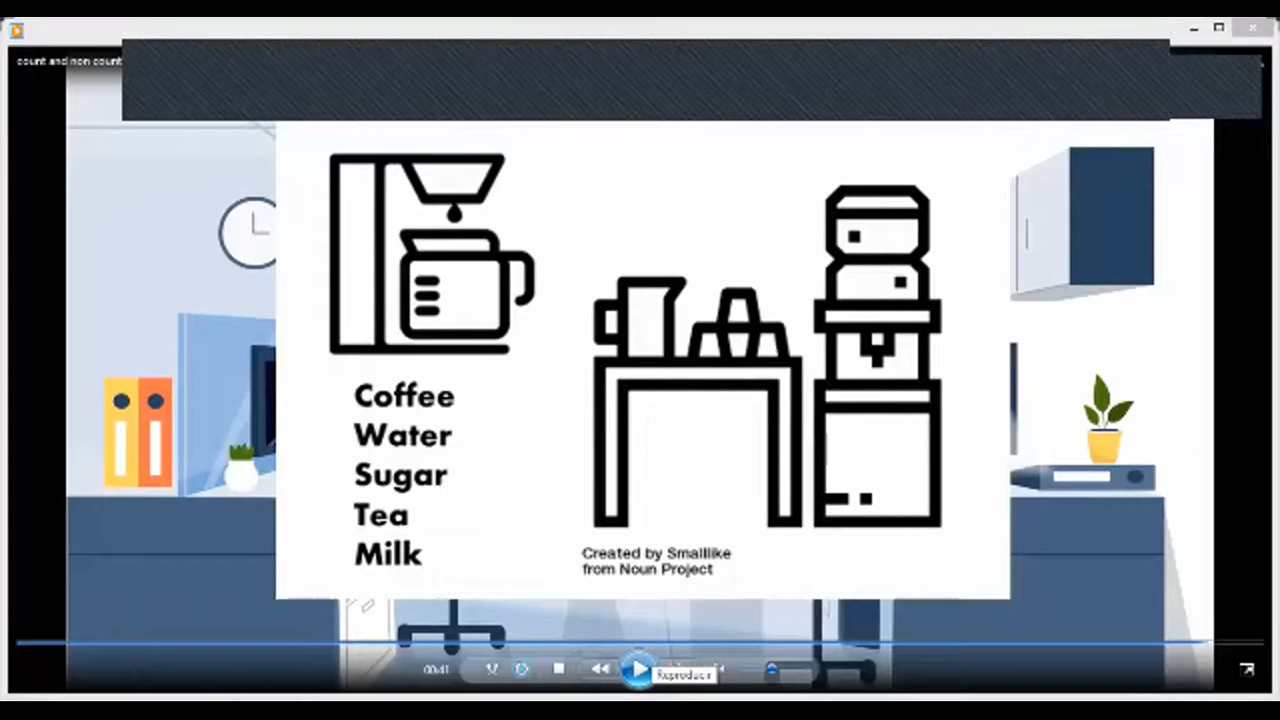 count and non count
Coffee
Water
Sugar
Tea
Milk
Created by Smalllike
from Noun Project
00:41
Reproducir